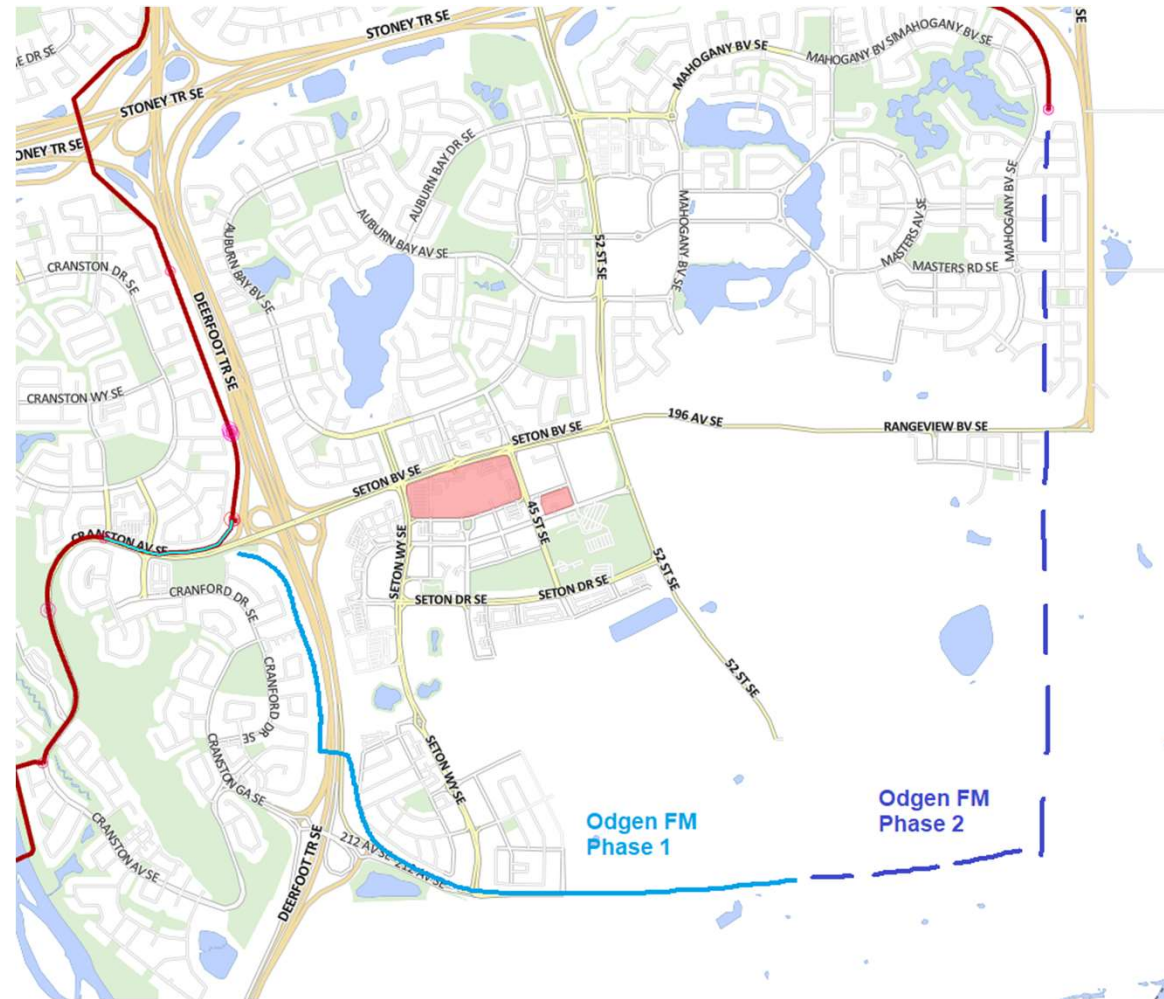 STONEY TR SE
SE
E DR SE
STONEY TR SE
ONEY TR SE
MAHOGANY BV SE
MAHOGANY BV SIMAHOGANY BV SE
AUBURN BAY DR SE
AUBURN BAY AV SE
AUBURN BAY BV SE
52 ST SE
MAHOGANY BV SE
MASTERS AV SE
MAHOGANY BV SE
MASTERS RD SE
CRANSTON DR SE
DEERFOOT TR SE
CRANSTON WY SE
196 AV SE
RANGEVIEW BV SE
SETON BV SE
SETON BV SE
45 ST SE
CRANSTON AV SE
SETON WY SE
52 ST SE
CRANFORD DR SE
SETON DR SE
SETON DR SE
CRANFORD DR
SE
52 ST SE
CRANSTON GA SE
SETON WY SE
CRANSTON AV SE
DEERFOOT TR SE
212 AV SE
212 AV SE
Odgen FM
Phase 1
Odgen FM
Phase 2